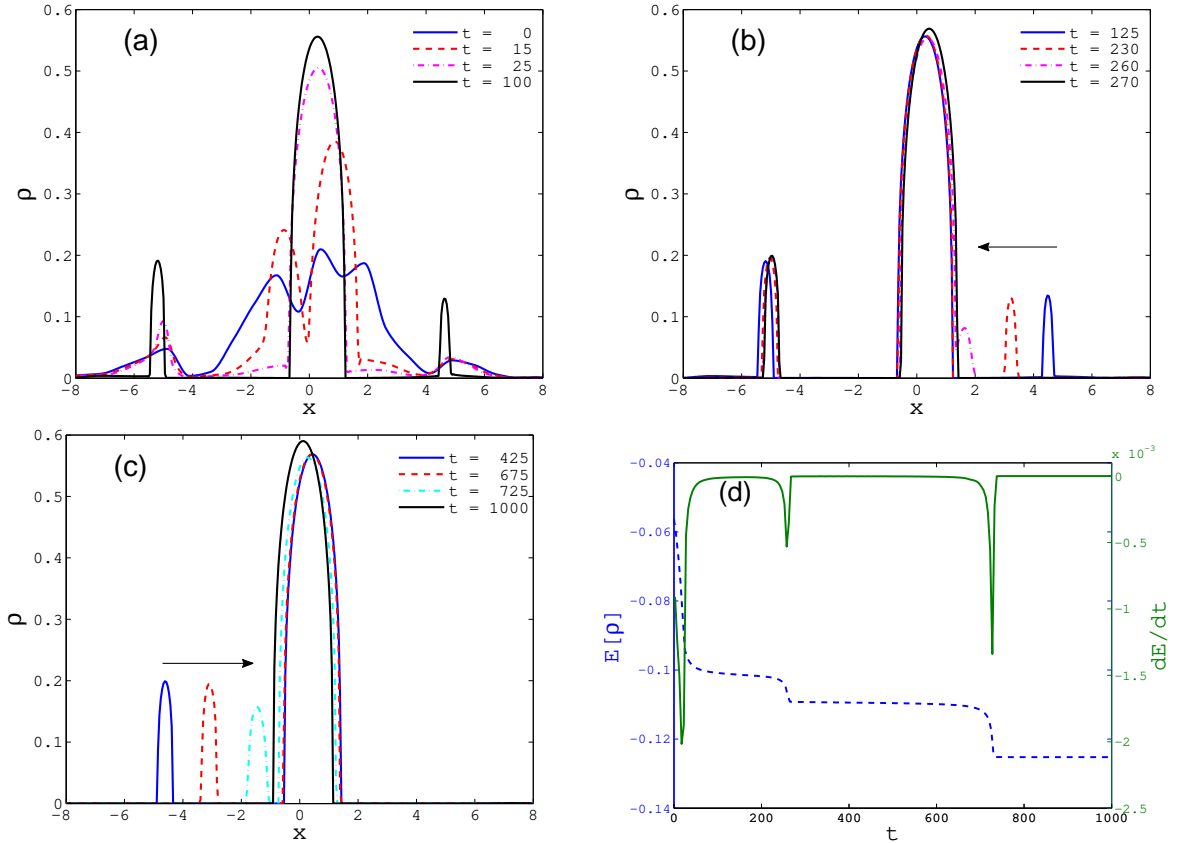 (a)
t = 0
t = 15
t = 25
t = 100
0.6
0.5
0.4
0.3
0.2
0.1
0
ρ
-8 -6 -4 -2 0 2 4 6 8
x
(b)
t = 125
t = 230
t = 260
t = 270
0.6
0.5
0.4
0.3
0.2
0.1
0
ρ
-8 -6 -4 -2 0 2 4 6 8
x
(c)
t = 425
t = 675
t = 725
t = 1000
0.6
0.5
0.4
0.3
0.2
0.1
0
ρ
-8 -6 -4 -2 0 2 4 6 8
x
(d)
x 10⁻³
-0.04
-0.06
-0.08
-0.1
-0.12
-0.14
E[ρ]
0
-0.5
-1
-1.5
-2
-2.5
dE/dt
0 200 400 600 800 1000
t